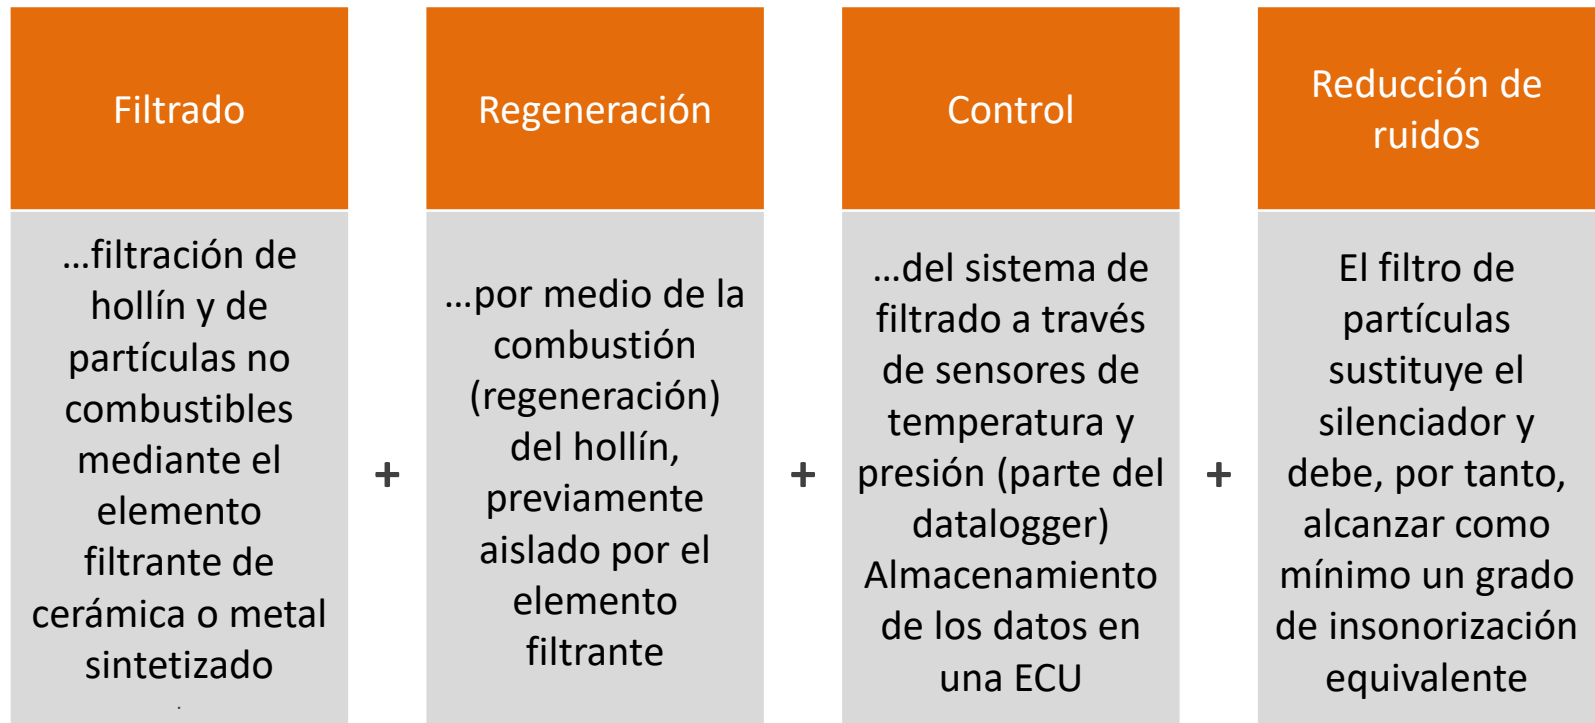 Filtrado
…filtración de
hollín y de
partículas no
combustibles
mediante el
elemento
filtrante de
cerámica o metal
sintetizado
.
+
Regeneración
…por medio de la
combustión
(regeneración)
del hollín,
previamente
aislado por el
elemento
filtrante
+
Control
…del sistema de
filtrado a través
de sensores de
temperatura y
presión (parte del
datalogger)
Almacenamiento
de los datos en
una ECU
+
Reducción de
ruidos
El filtro de
partículas
sustituye el
silenciador y
debe, por tanto,
alcanzar como
mínimo un grado
de insonorización
equivalente